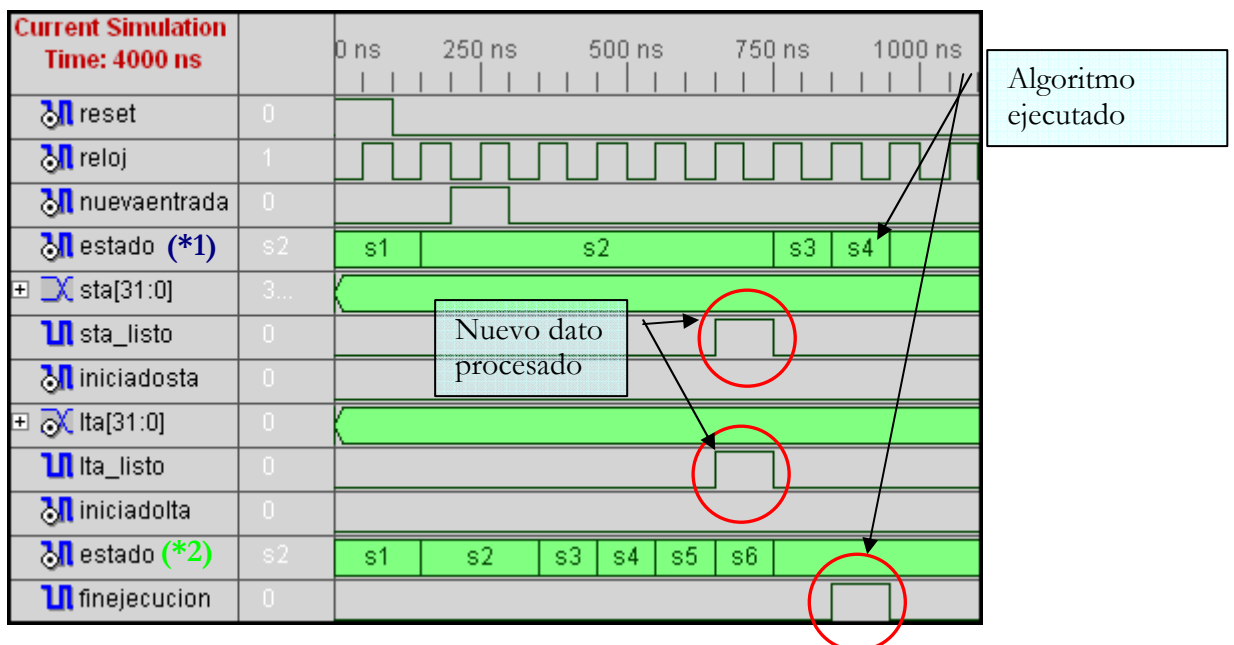 Current Simulation
Time: 4000 ns
0 ns 250 ns 500 ns 750 ns 1000 ns
Algoritmo
ejecutado
reset 0
reloj 1
nuevaentrada 0
estado (*1) s2 s1 s2 s3 s4
sta[31:0] 3...
sta_listo 0
Nuevo dato
procesado
iniciadosta 0
lta[31:0] 0
lta_listo 0
iniciadolta 0
estado (*2) s2 s1 s2 s3 s4 s5 s6
finejecucion 0